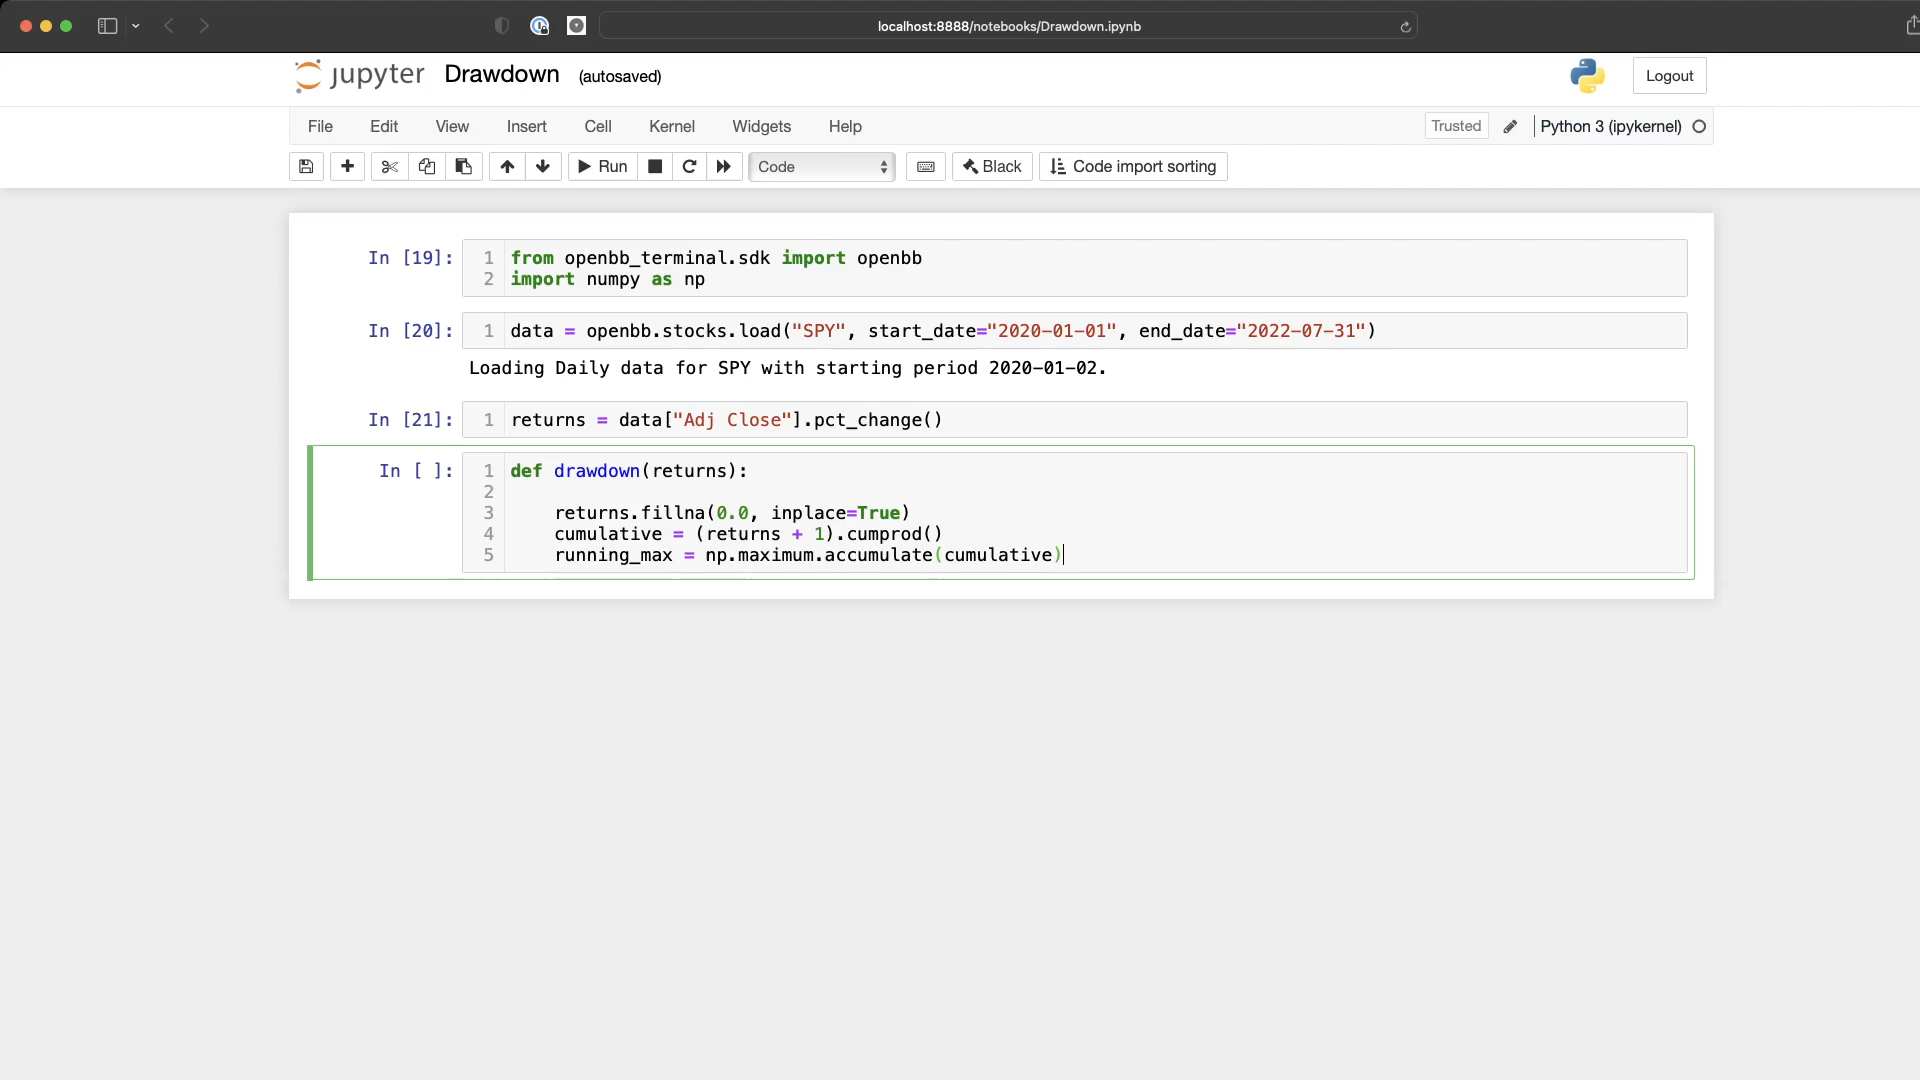 localhost:8888/notebooks/Drawdown.ipynb
jupyter Drawdown (autosaved) Logout
File Edit View Insert Cell Kernel Widgets Help Trusted Python 3 (ipykernel)
Run Code Black Code import sorting
In [19]: 1 from openbb_terminal.sdk import openbb
2 import numpy as np
In [20]: 1 data = openbb.stocks.load("SPY", start_date="2020-01-01", end_date="2022-07-31")
Loading Daily data for SPY with starting period 2020-01-02.
In [21]: 1 returns = data["Adj Close"].pct_change()
In [ ]: 1 def drawdown(returns):
2
3 returns.fillna(0.0, inplace=True)
4 cumulative = (returns + 1).cumprod()
5 running_max = np.maximum.accumulate(cumulative)